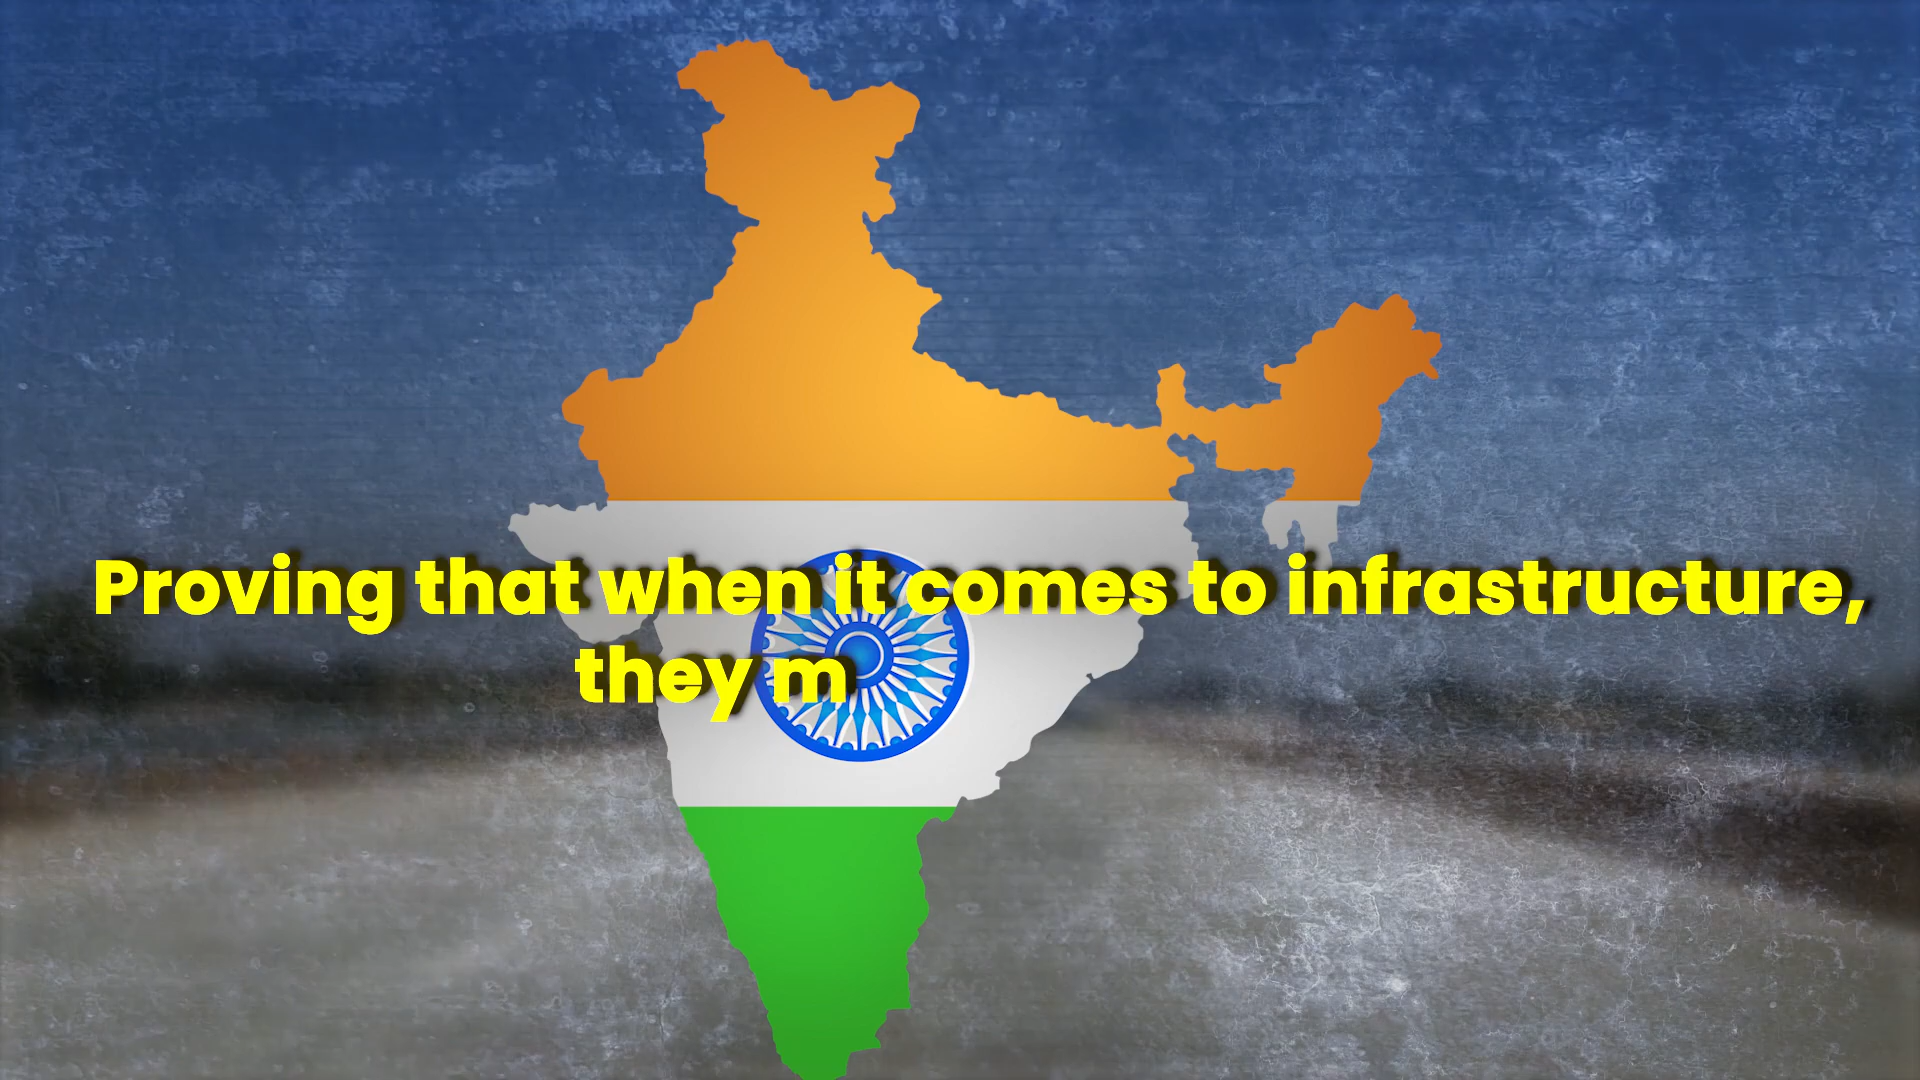 Proving that when it comes to infrastructure,
they m